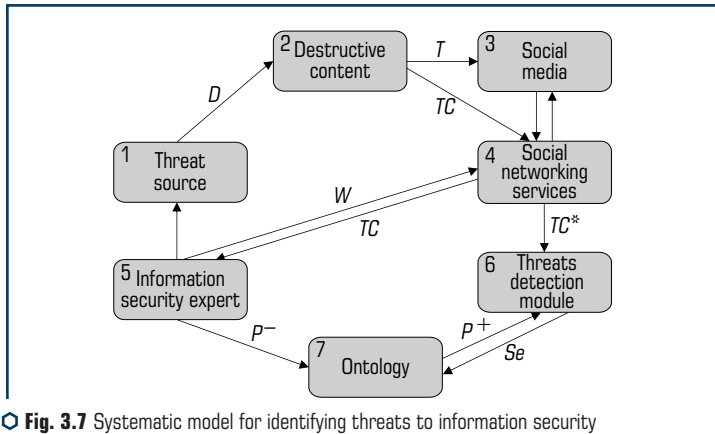 2 Destructive
content
T
3 Social
media
D
TC
1 Threat
source
4 Social
networking
services
W
TC
TC*
5 Information
security expert
6 Threats
detection
module
P−
P+
Se
7 Ontology
Fig. 3.7 Systematic model for identifying threats to information security